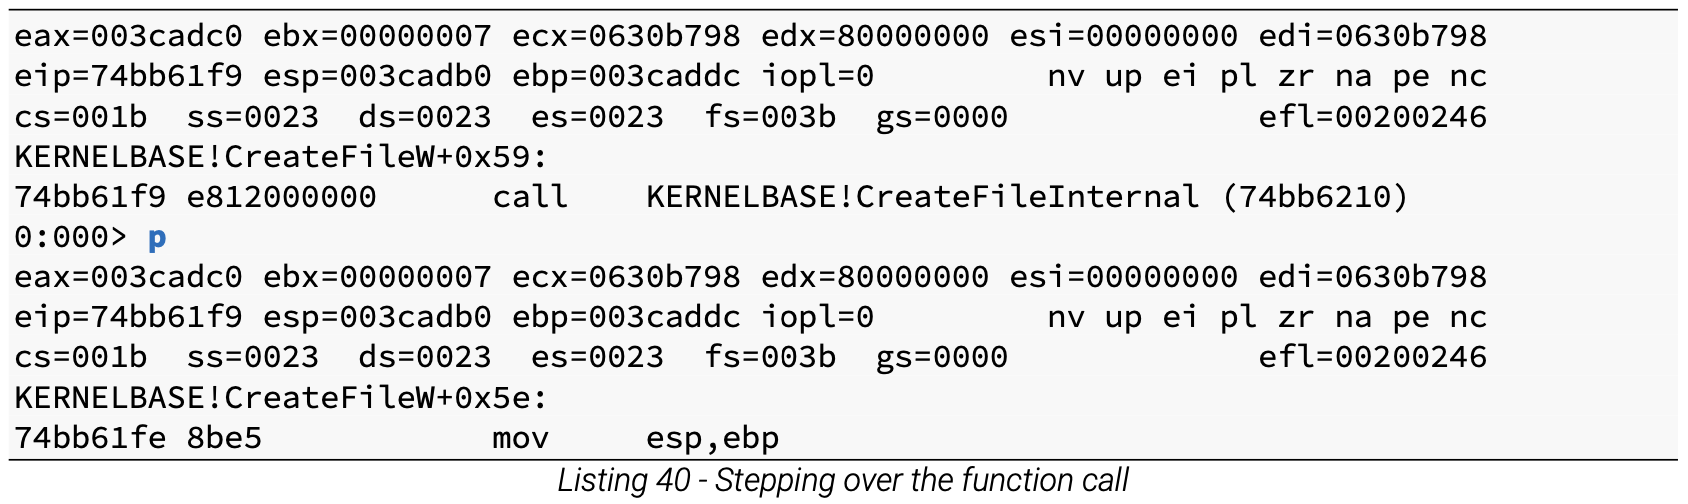 eax=003cadc0 ebx=00000007 ecx=0630b798 edx=80000000 esi=00000000 edi=0630b798
eip=74bb61f9 esp=003cadb0 ebp=003caddc iopl=0         nv up ei pl zr na pe nc
cs=001b  ss=0023  ds=0023  es=0023  fs=003b  gs=0000             efl=00200246
KERNELBASE!CreateFileW+0x59:
74bb61f9 e812000000      call    KERNELBASE!CreateFileInternal (74bb6210)
0:000> p
eax=003cadc0 ebx=00000007 ecx=0630b798 edx=80000000 esi=00000000 edi=0630b798
eip=74bb61f9 esp=003cadb0 ebp=003caddc iopl=0         nv up ei pl zr na pe nc
cs=001b  ss=0023  ds=0023  es=0023  fs=003b  gs=0000             efl=00200246
KERNELBASE!CreateFileW+0x5e:
74bb61fe 8be5            mov     esp,ebp
Listing 40 - Stepping over the function call